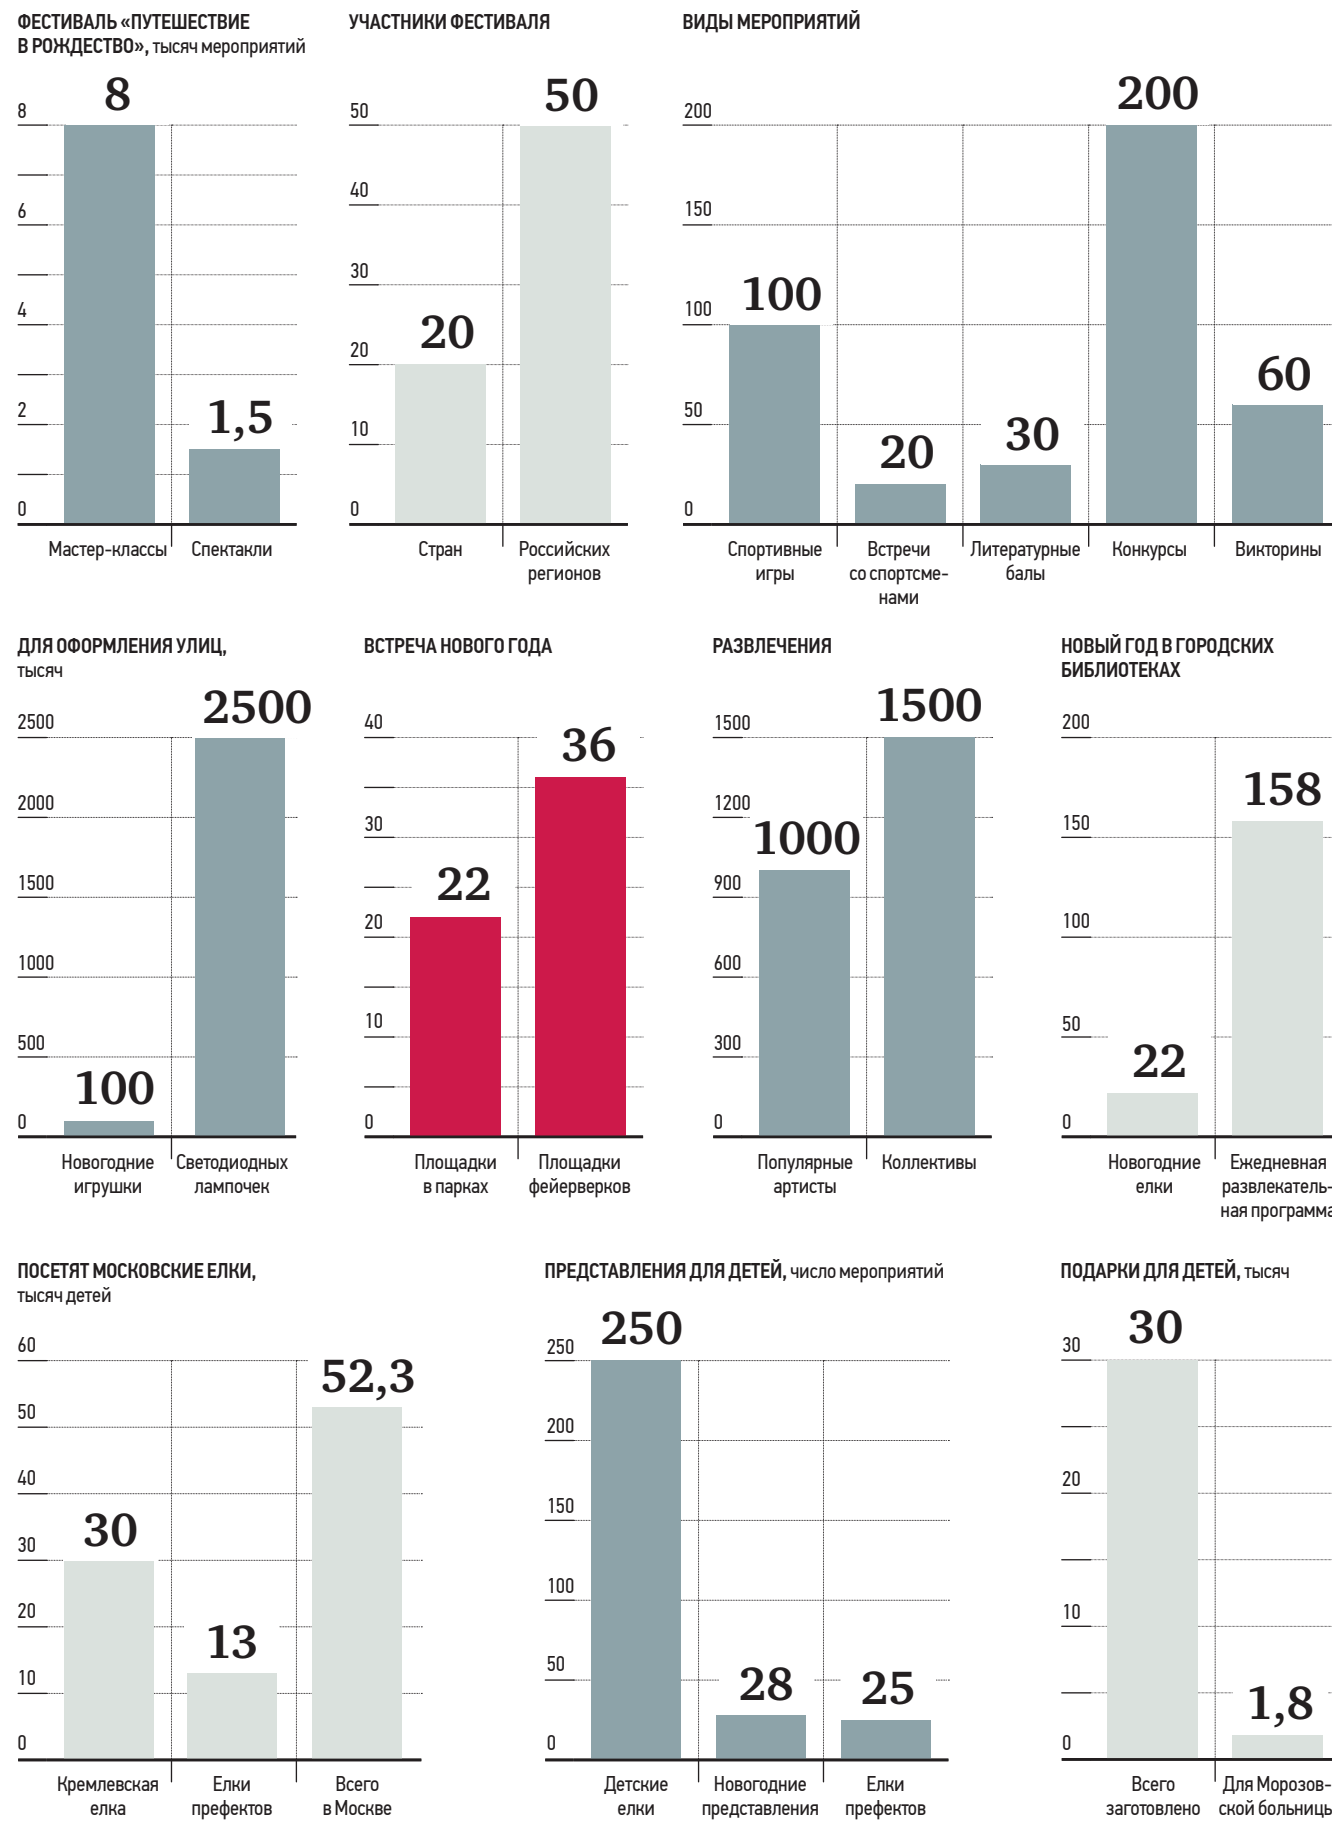 ФЕСТИВАЛЬ «ПУТЕШЕСТВИЕ
В РОЖДЕСТВО», тысяч мероприятий
8
6
4
2
0
8
1,5
Мастер-классы
Спектакли
УЧАСТНИКИ ФЕСТИВАЛЯ
50
40
30
20
10
0
20
50
Стран
Российских
регионов
ВИДЫ МЕРОПРИЯТИЙ
200
150
100
50
0
100
20
30
200
60
Спортивные
игры
Встречи
со спортсме-
нами
Литературные
балы
Конкурсы
Викторины
ДЛЯ ОФОРМЛЕНИЯ УЛИЦ,
тысяч
2500
2000
1500
1000
500
0
100
2500
Новогодние
игрушки
Светодиодных
лампочек
ВСТРЕЧА НОВОГО ГОДА
40
30
20
10
0
22
36
Площадки
в парках
Площадки
фейерверков
РАЗВЛЕЧЕНИЯ
1500
1200
900
600
300
0
1000
1500
Популярные
артисты
Коллективы
НОВЫЙ ГОД В ГОРОДСКИХ
БИБЛИОТЕКАХ
200
150
100
50
0
22
158
Новогодние
елки
Ежедневная
развлекатель-
ная программа
ПОСЕТЯТ МОСКОВСКИЕ ЕЛКИ,
тысяч детей
60
50
40
30
20
10
0
30
13
52,3
Кремлевская
елка
Елки
префектов
Всего
в Москве
ПРЕДСТАВЛЕНИЯ ДЛЯ ДЕТЕЙ, число мероприятий
250
200
150
100
50
0
250
28
25
Детские
елки
Новогодние
представления
Елки
префектов
ПОДАРКИ ДЛЯ ДЕТЕЙ, тысяч
30
20
10
0
30
1,8
Всего
заготовлено
Для Морозов-
ской больницы